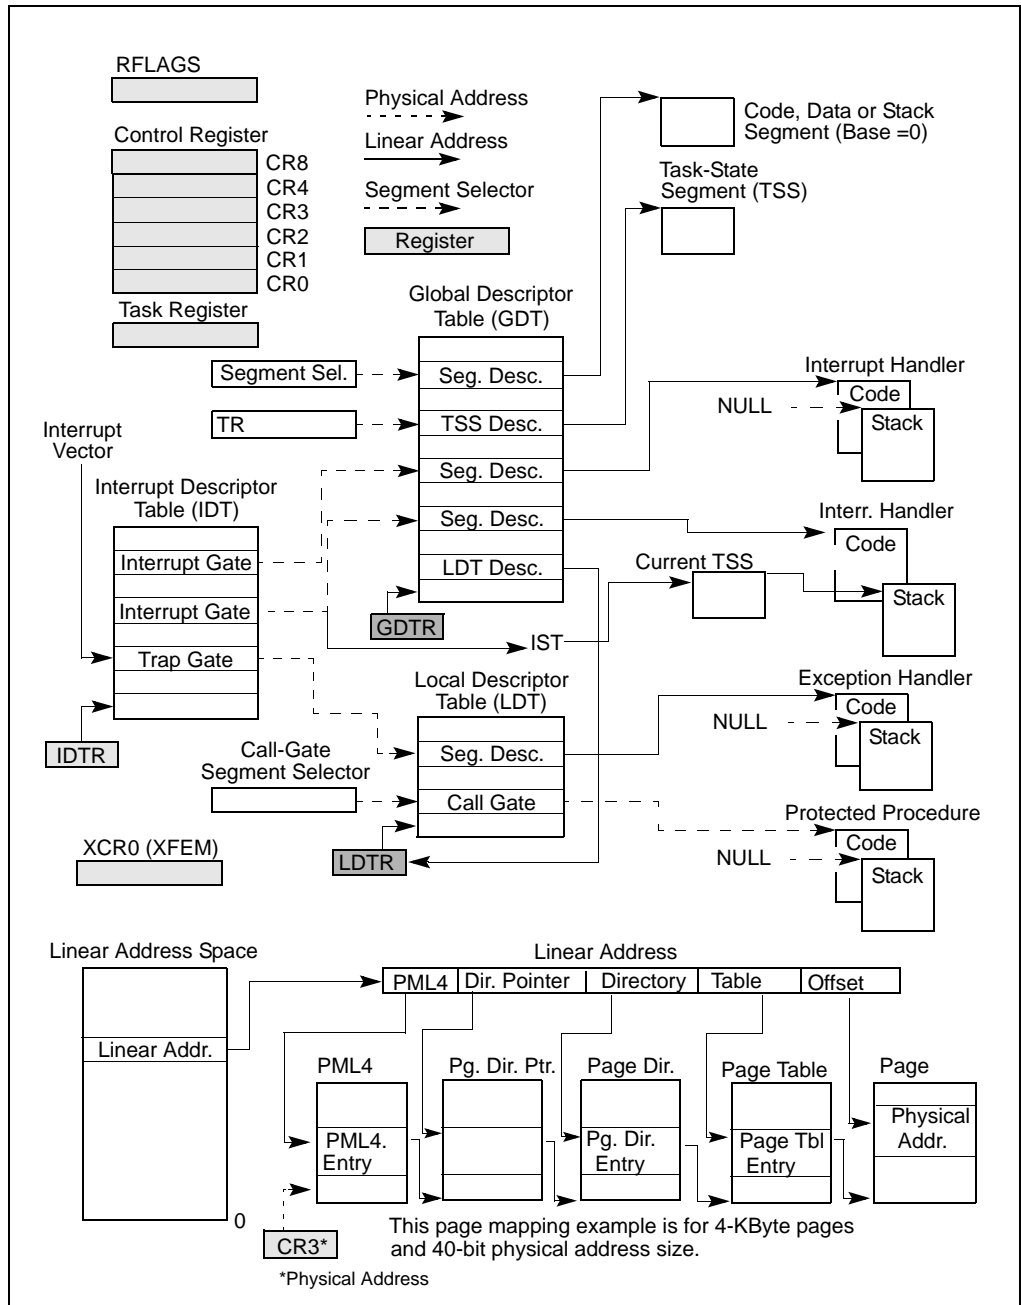 RFLAGS
Physical Address
Linear Address
Segment Selector
Register
Code, Data or Stack
Segment (Base =0)
Task-State
Segment (TSS)
Control Register
CR8
CR4
CR3
CR2
CR1
CR0
Task Register
Global Descriptor
Table (GDT)
Segment Sel.
Seg. Desc.
TR
TSS Desc.
Seg. Desc.
Seg. Desc.
LDT Desc.
GDTR
Interrupt Handler
Code
NULL
Stack
Interrupt
Vector
Interrupt Descriptor
Table (IDT)
Interrupt Gate
Interrupt Gate
Trap Gate
IDTR
Interr. Handler
Code
Current TSS
Stack
IST
Local Descriptor
Table (LDT)
Seg. Desc.
Call Gate
Call-Gate
Segment Selector
LDTR
Exception Handler
Code
NULL
Stack
Protected Procedure
Code
NULL
Stack
XCR0 (XFEM)
Linear Address Space
Linear Addr.
0
Linear Address
PML4
Dir. Pointer
Directory
Table
Offset
PML4
Pg. Dir. Ptr.
Page Dir.
Page Table
Page
PML4.
Entry
Pg. Dir.
Entry
Page Tbl
Entry
Physical
Addr.
CR3*
This page mapping example is for 4-KByte pages
and 40-bit physical address size.
*Physical Address